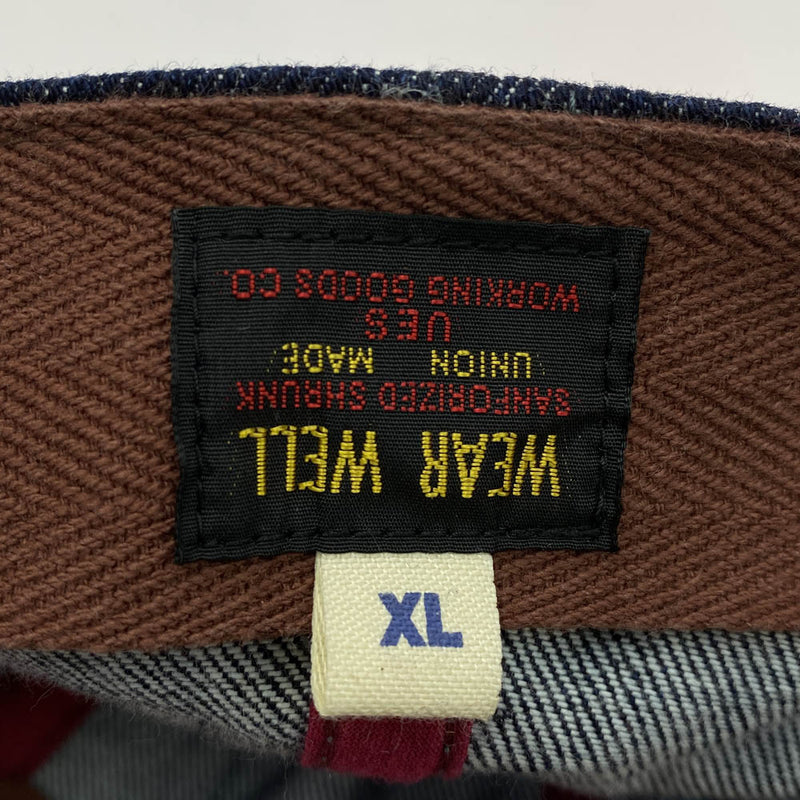 WEAR WELL
SANFORIZED SHRUNK
UNION MADE
UES
WORKING GOODS CO.
XL